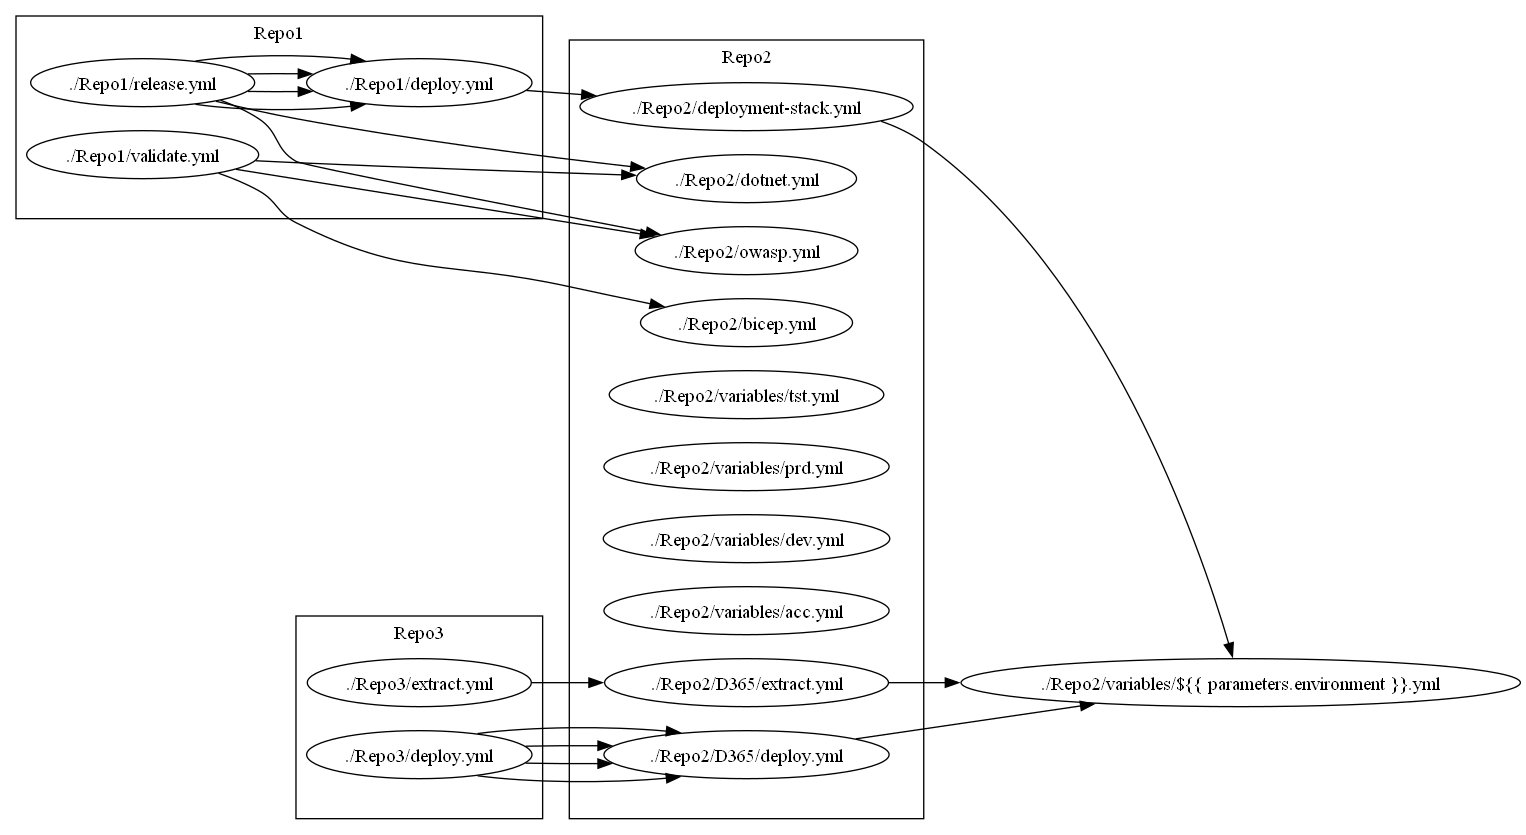 Repo1
./Repo1/release.yml
./Repo1/deploy.yml
./Repo1/validate.yml
Repo2
./Repo2/deployment-stack.yml
./Repo2/dotnet.yml
./Repo2/owasp.yml
./Repo2/bicep.yml
./Repo2/variables/tst.yml
./Repo2/variables/prd.yml
./Repo2/variables/dev.yml
./Repo2/variables/acc.yml
./Repo2/D365/extract.yml
./Repo2/D365/deploy.yml
Repo3
./Repo3/extract.yml
./Repo3/deploy.yml
./Repo2/variables/${{ parameters.environment }}.yml